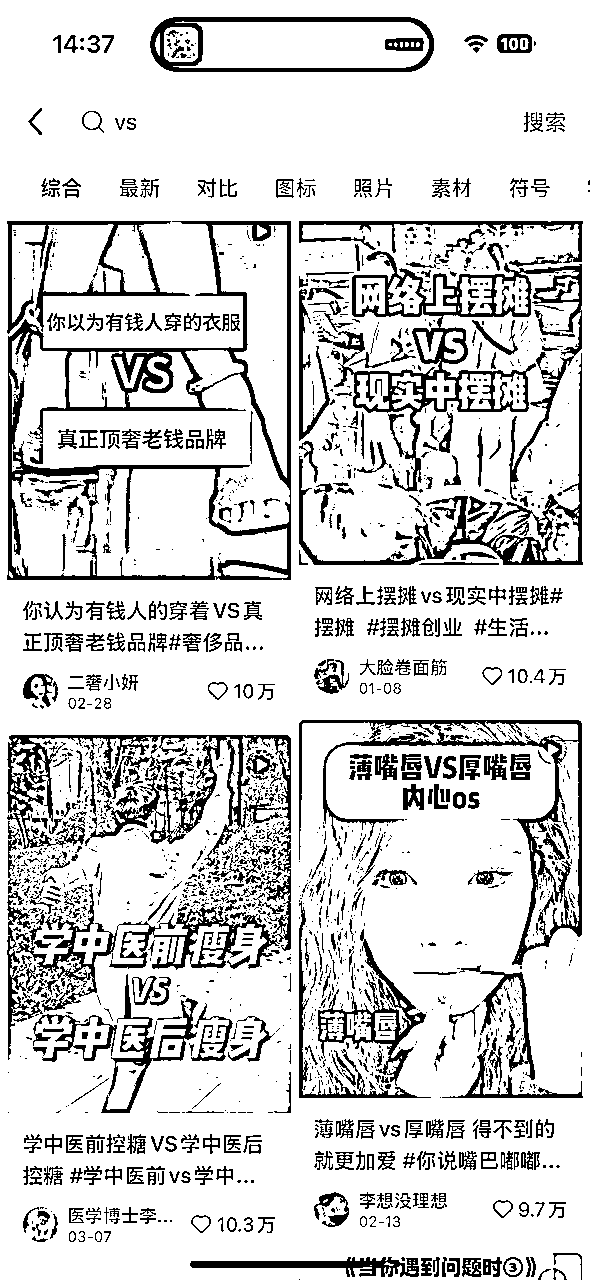 14:37
100
vs
搜索
综合 最新 对比 图标 照片 素材 符号
你以为有钱人穿的衣服
VS
真正顶奢老钱品牌
你认为有钱人的穿着VS真
正顶奢老钱品牌#奢侈品...
二奢小妍
02-28
10万
网络上摆摊
VS
现实中摆摊
网络上摆摊vs现实中摆摊#
摆摊 #摆摊创业 #生活...
大脸卷面筋
01-08
10.4万
学中医前瘦身
VS
学中医后瘦身
学中医前控糖VS学中医后
控糖 #学中医前vs学中...
医学博士李...
03-07
10.3万
薄嘴唇VS厚嘴唇
内心os
薄嘴唇
薄嘴唇vs厚嘴唇 得不到的
就更加爱 #你说嘴巴嘟嘟...
李想没理想
02-13
9.7万
《当你遇到问题时③》